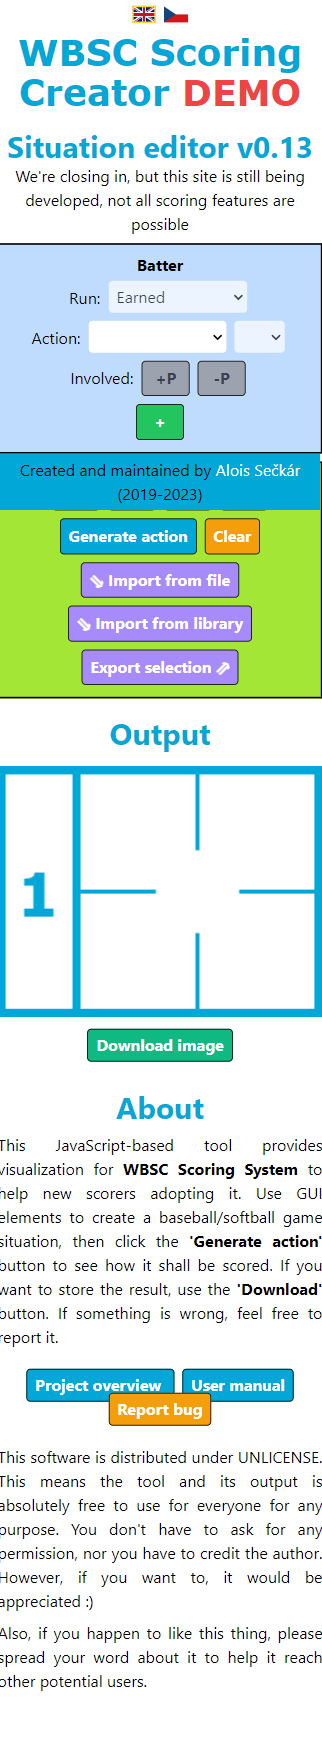 WBSC Scoring
Creator DEMO
Situation editor v0.13
We're closing in, but this site is still being
developed, not all scoring features are
possible
Batter
Run: Earned
Action:
Involved: +P -P
+
Created and maintained by Alois Sečkár
(2019-2023)
Generate action Clear
⇘ Import from file
⇘ Import from library
Export selection ⇗
Output
1
Download image
About
This JavaScript-based tool provides
visualization for WBSC Scoring System to
help new scorers adopting it. Use GUI
elements to create a baseball/softball game
situation, then click the 'Generate action'
button to see how it shall be scored. If you
want to store the result, use the 'Download'
button. If something is wrong, feel free to
report it.
Project overview User manual
Report bug
This software is distributed under UNLICENSE.
This means the tool and its output is
absolutely free to use for everyone for any
purpose. You don't have to ask for any
permission, nor you have to credit the author.
However, if you want to, it would be
appreciated :)
Also, if you happen to like this thing, please
spread your word about it to help it reach
other potential users.